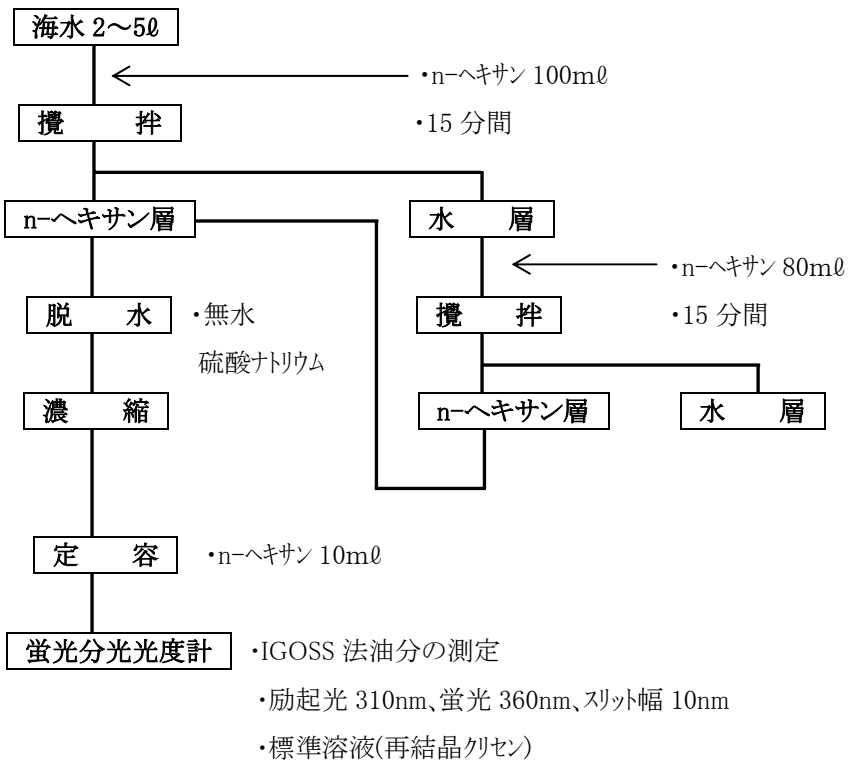 海水 2～5ℓ
・n-ヘキサン 100mℓ
攪　　拌
・15 分間
n-ヘキサン層
水　　層
・n-ヘキサン 80mℓ
脱　　水
・無水
硫酸ナトリウム
攪　　拌
・15 分間
濃　　縮
n-ヘキサン層
水　　層
定　　容
・n-ヘキサン 10mℓ
蛍光分光光度計
・IGOSS 法油分の測定
・励起光 310nm、蛍光 360nm、スリット幅 10nm
・標準溶液(再結晶クリセン)